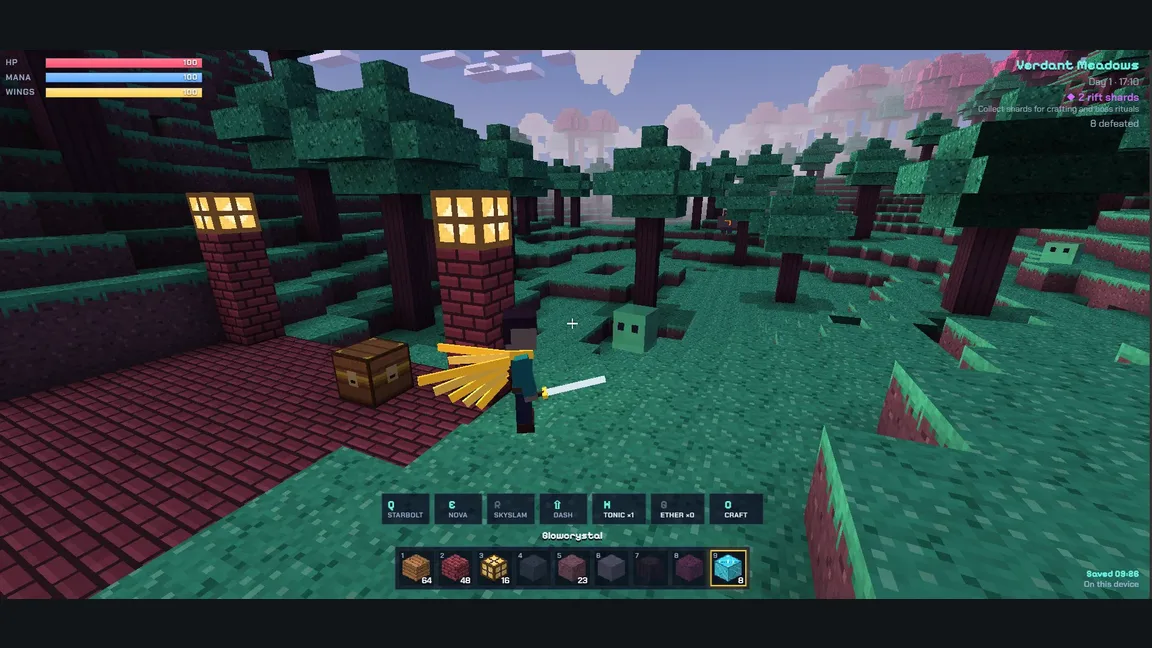 HP 100
MANA 100
WINGS 100
Verdant Meadows
Day 1 · 17:10
2 rift shards
Collect shards for crafting and boss rituals
8 defeated
Q E R ⇧ H G O
STARBOLT NOVA SKYSLAM DASH TONIC ×1 ETHER ×0 CRAFT
Glowcrystal
1 2 3 4 5 6 7 8 9
64 48 16 23 8
Saved 09:86
On this device